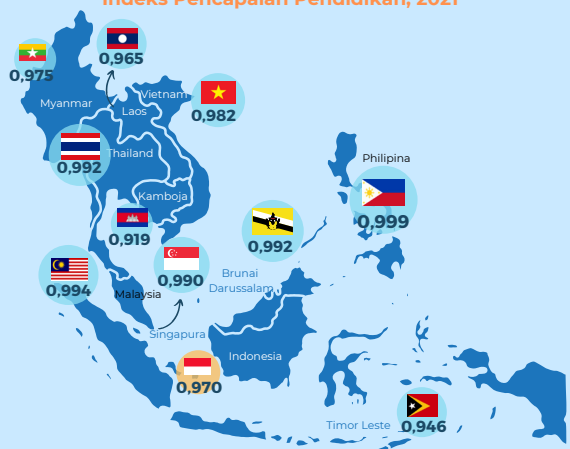 Indeks Pencapaian Pendidikan, 2021
0,965
0,975
Myanmar
Vietnam
Laos
0,982
Thailand
0,992
Philipina
Kamboja
0,999
0,919
0,992
0,990
Brunai
Darussalam
0,994
Malaysia
Singapura
Indonesia
0,970
Timor Leste
0,946